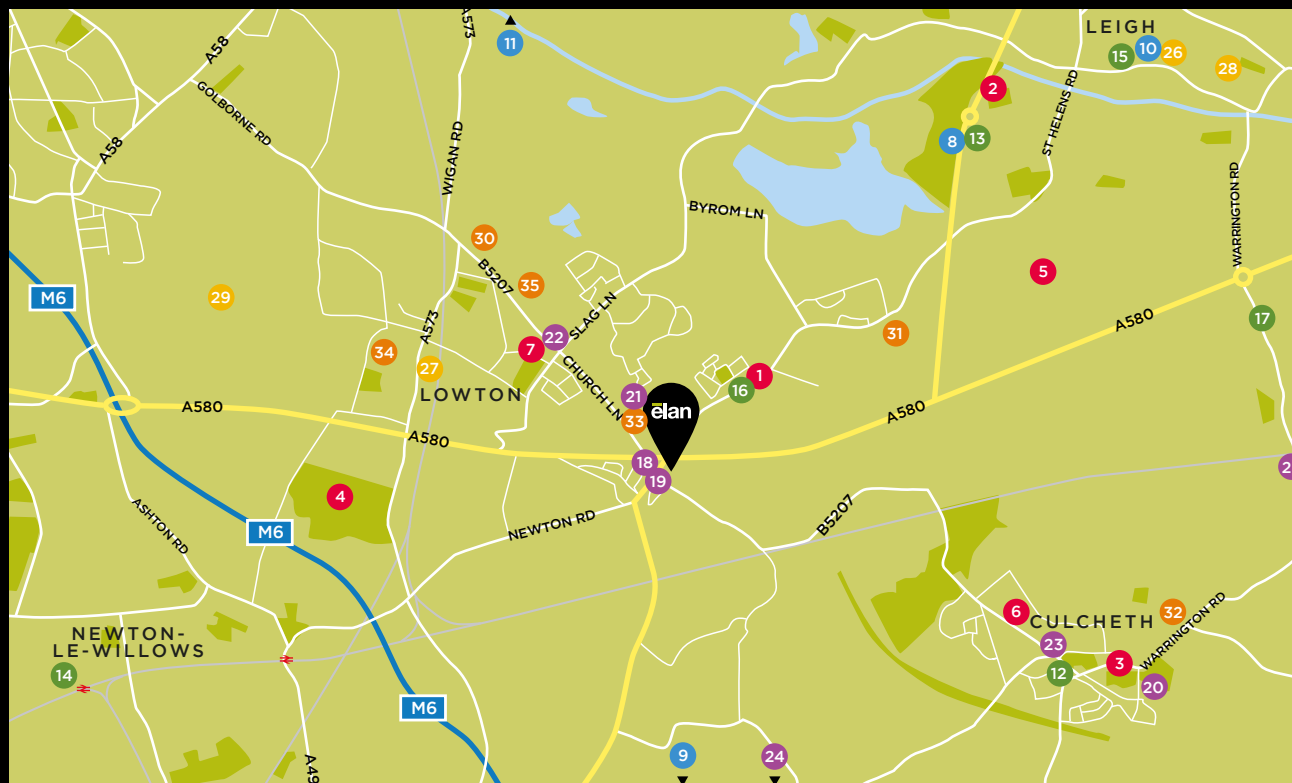 A573
11
LEIGH
15
10
26
28
A58
GOLBORNE RD
A58
2
8
13
ST HELENS RD
WIGAN RD
BYROM LN
WARRINGTON RD
30
B5207
35
5
M6
29
SLAG LN
A573
22
7
34
27
LOWTON
CHURCH LN
31
A580
17
1
16
21
33
élan
A580
A580
A580
18
19
4
ASHTON RD
M6
NEWTON RD
B5207
2
NEWTON-
LE-WILLOWS
14
6
CULCHETH
32
WARRINGTON RD
23
3
12
20
M6
A49
9
24